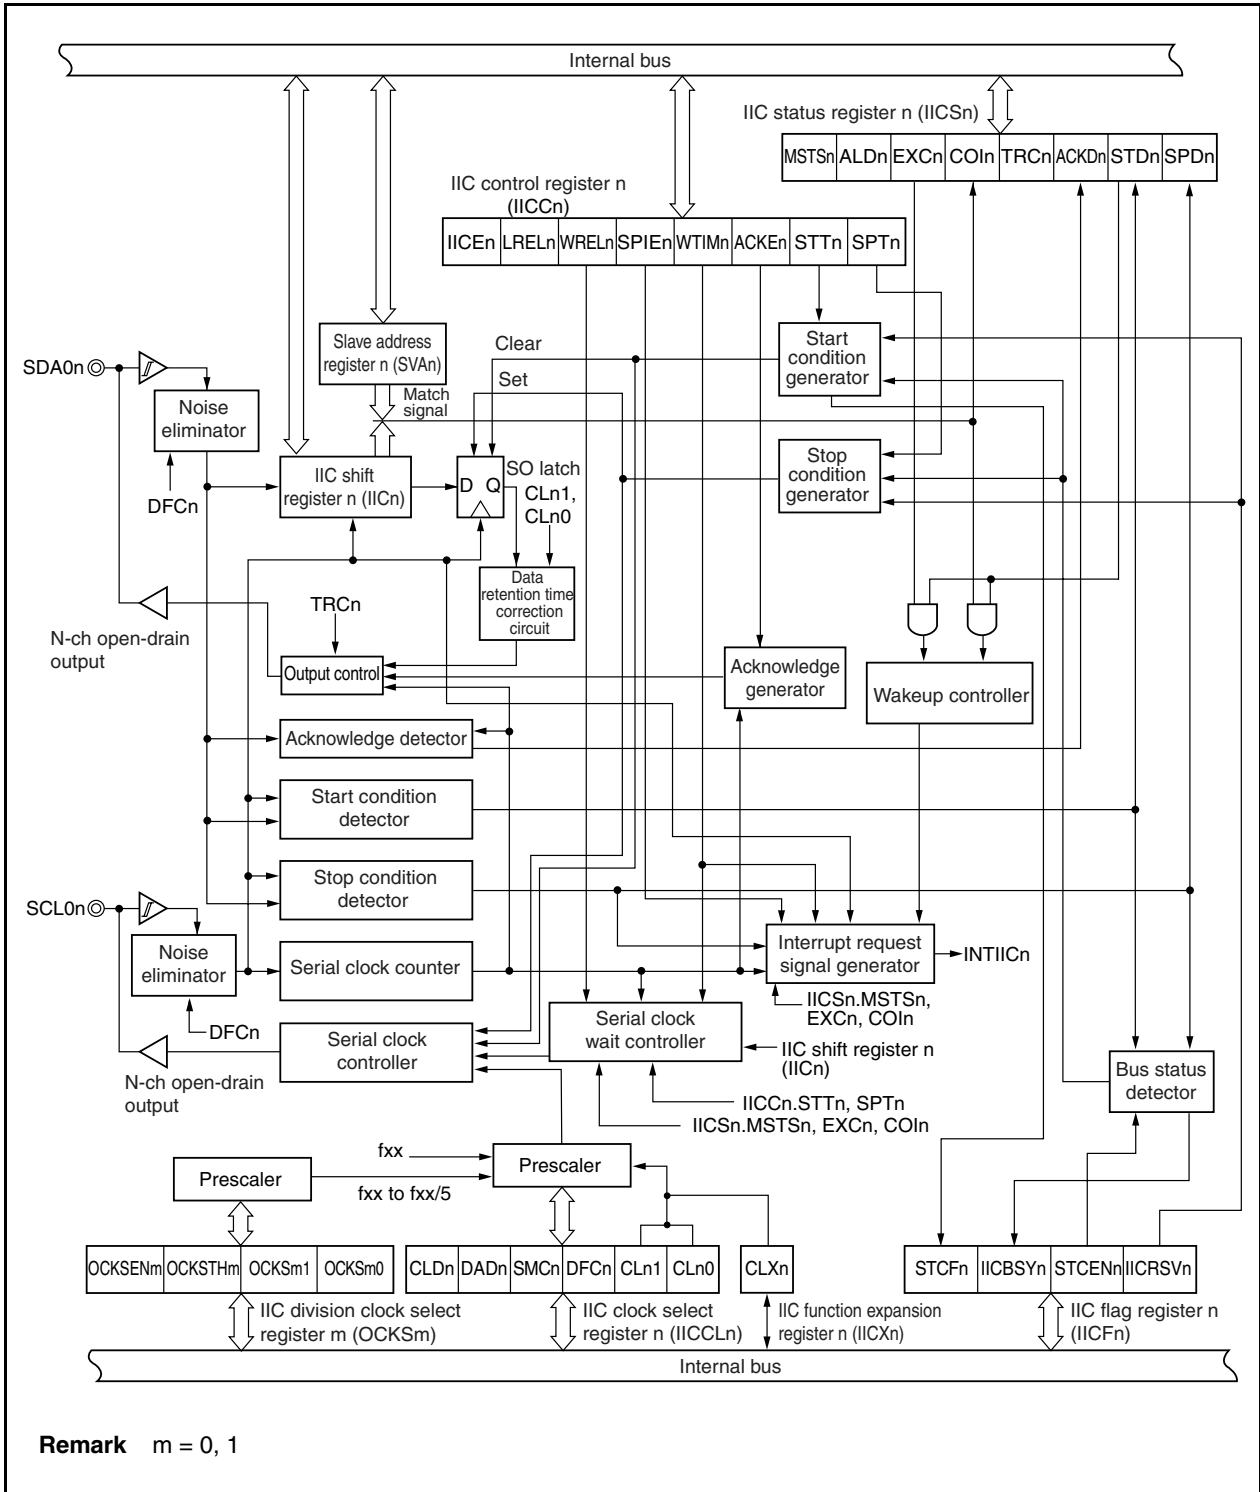 Internal bus
IIC status register n (IICSn)
MSTSn ALDn EXCn COIn TRCn ACKDn STDn SPDn
IIC control register n
(IICCn)
IICEn LRELn WRELn SPIEn WTIMn ACKEn STTn SPTn
Slave address
register n (SVAn)
Clear
Start
condition
generator
SDA0n
Set
Match
signal
Noise
eliminator
DFCn
IIC shift
register n (IICn)
D Q
SO latch
CLn1,
CLn0
Stop
condition
generator
Data
retention time
correction
circuit
TRCn
N-ch open-drain
output
Output control
Acknowledge
generator
Wakeup controller
Acknowledge detector
Start condition
detector
Stop condition
detector
SCL0n
Noise
eliminator
DFCn
Serial clock counter
Interrupt request
signal generator
INTIICn
IICSn.MSTSn,
EXCn, COIn
Serial clock
controller
N-ch open-drain
output
Serial clock
wait controller
IIC shift register n
(IICn)
Bus status
detector
IICCn.STTn, SPTn
IICSn.MSTSn, EXCn, COIn
fxx
Prescaler
fxx to fxx/5
Prescaler
OCKSENm OCKSTHm OCKSm1 OCKSm0
CLDn DADn SMCn DFCn CLn1 CLn0
CLXn
STCFn IICBSYn STCENn IICRSVn
IIC division clock select
register m (OCKSm)
IIC clock select
register n (IICCLn)
IIC function expansion
register n (IICXn)
IIC flag register n
(IICFn)
Internal bus
Remark m = 0, 1